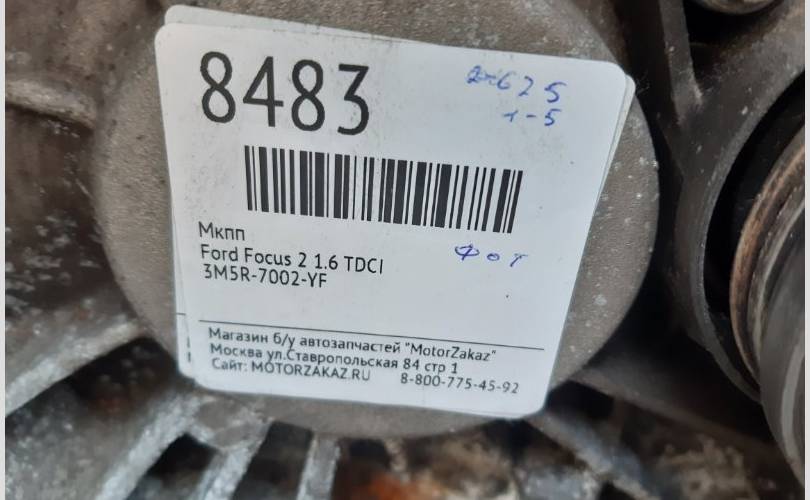 8483
1-5
Мкпп
Ford Focus 2 1.6 TDCI
3M5R-7002-YF
фот
Магазин б/у автозапчастей "MotorZakaz"
Москва ул.Ставропольская 84 стр 1
Сайт: MOTORZAKAZ.RU 8-800-775-45-92